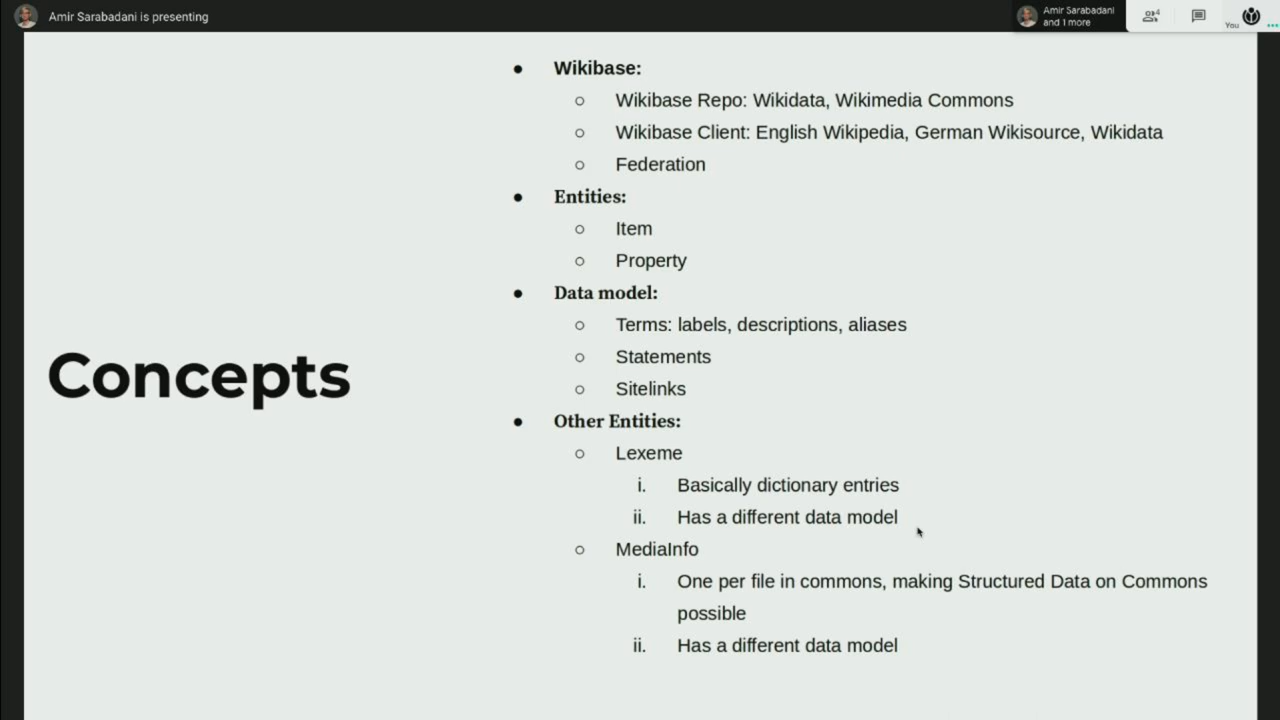 Amir Sarabadani is presenting
Amir Sarabadani
and 1 more
4
You
Concepts
● Wikibase:
○ Wikibase Repo: Wikidata, Wikimedia Commons
○ Wikibase Client: English Wikipedia, German Wikisource, Wikidata
○ Federation
● Entities:
○ Item
○ Property
● Data model:
○ Terms: labels, descriptions, aliases
○ Statements
○ Sitelinks
● Other Entities:
○ Lexeme
i. Basically dictionary entries
ii. Has a different data model
○ MediaInfo
i. One per file in commons, making Structured Data on Commons
possible
ii. Has a different data model